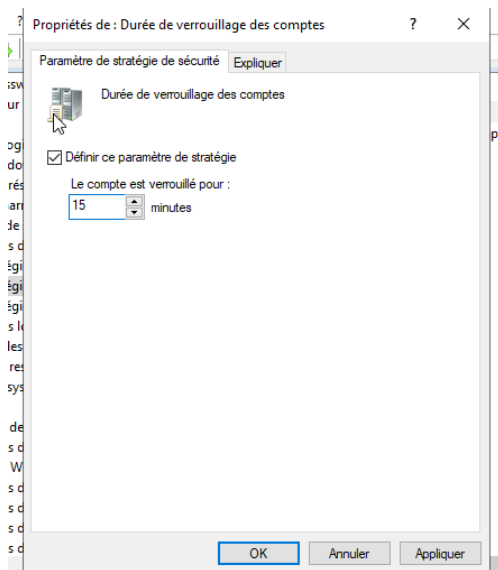 Propriétés de : Durée de verrouillage des comptes ? ×
Paramètre de stratégie de sécurité Expliquer
Durée de verrouillage des comptes
Définir ce paramètre de stratégie
Le compte est verrouillé pour :
15 minutes
OK Annuler Appliquer